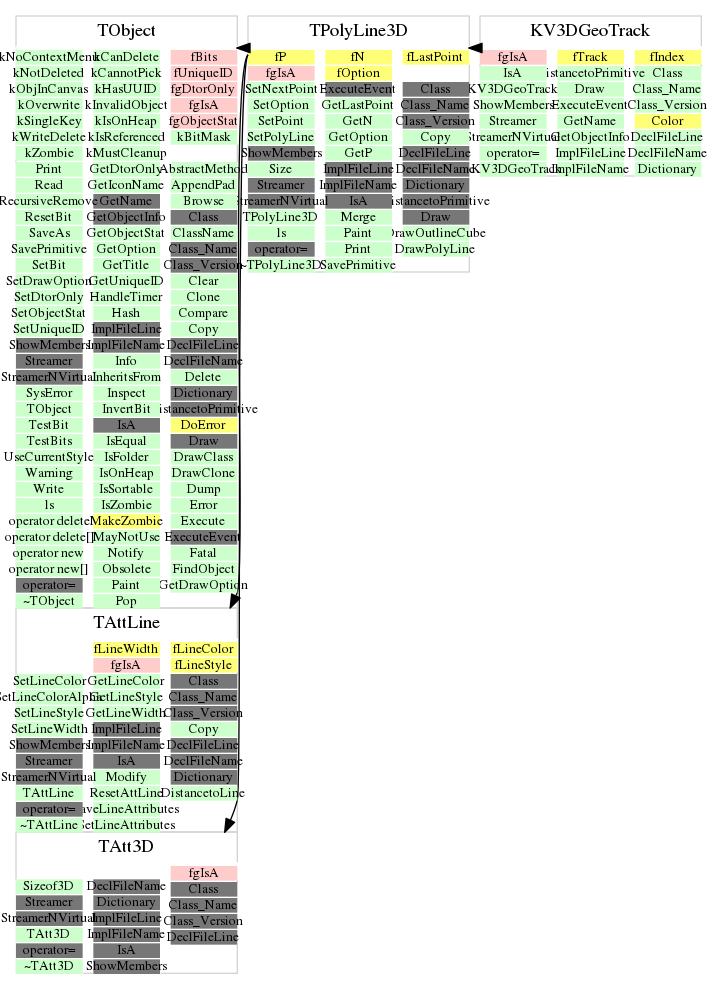 TObject
kNoContextMenu kCanDelete fBits
kNotDeleted kCannotPick fUniqueID
kObjInCanvas kHasUUID fgDtorOnly
kOverwrite kInvalidObject fgIsA
kSingleKey kIsOnHeap fgObjectStat
kWriteDelete kIsReferenced kBitMask
kZombie kMustCleanup
Print GetDtorOnly AbstractMethod
Read GetIconName AppendPad
RecursiveRemove GetName Browse
ResetBit GetObjectInfo Class
SaveAs GetObjectStat ClassName
SavePrimitive GetOption Class_Name
SetBit GetTitle Class_Version
SetDrawOption GetUniqueID Clear
SetDtorOnly HandleTimer Clone
SetObjectStat Hash Compare
SetUniqueID ImplFileLine Copy
ShowMembers ImplFileName DeclFileLine
Streamer Info DeclFileName
StreamerNVirtual InheritsFrom Delete
SysError Inspect Dictionary
TObject InvertBit istancetoPrimitive
TestBit IsA DoError
TestBits IsEqual Draw
UseCurrentStyle IsFolder DrawClass
Warning IsOnHeap DrawClone
Write IsSortable Dump
ls IsZombie Error
operator delete MakeZombie Execute
operator delete[] MayNotUse ExecuteEvent
operator new Notify Fatal
operator new[] Obsolete FindObject
operator= Paint GetDrawOption
~TObject Pop
TAttLine
fLineWidth fLineColor
fgIsA fLineStyle
SetLineColor GetLineColor Class
SetLineColorAlpha GetLineStyle Class_Name
SetLineStyle GetLineWidth Class_Version
SetLineWidth ImplFileLine Copy
ShowMembers ImplFileName DeclFileLine
Streamer IsA DeclFileName
StreamerNVirtual Modify Dictionary
TAttLine ResetAttLine DistancetoLine
operator= aveLineAttributes
~TAttLine SetLineAttributes
TAtt3D
fgIsA
Sizeof3D DeclFileName Class
Streamer Dictionary Class_Name
StreamerNVirtual ImplFileLine Class_Version
TAtt3D ImplFileName DeclFileLine
operator= IsA
~TAtt3D ShowMembers
TPolyLine3D
fP fN fLastPoint
fgIsA fOption
SetNextPoint ExecuteEvent Class
SetOption GetLastPoint Class_Name
SetPoint GetN Class_Version
SetPolyLine GetOption Copy
ShowMembers GetP DeclFileLine
Size ImplFileLine DeclFileName
Streamer ImplFileName Dictionary
treamerNVirtual IsA istancetoPrimitive
TPolyLine3D Merge Draw
ls Paint DrawOutlineCube
operator= Print DrawPolyLine
~TPolyLine3D SavePrimitive
KV3DGeoTrack
fgIsA fTrack fIndex
IsA istancetoPrimitive Class
KV3DGeoTrack Draw Class_Name
ShowMembers ExecuteEvent Class_Version
Streamer GetName Color
StreamerNVirtual GetObjectInfo DeclFileLine
operator= ImplFileLine DeclFileName
~KV3DGeoTrack ImplFileName Dictionary